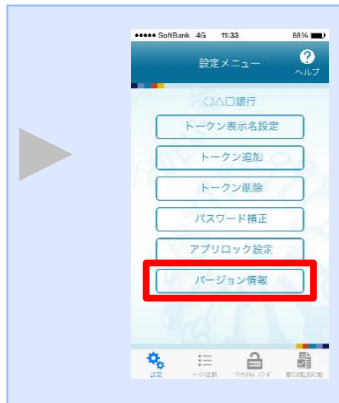 ●●●●● SoftBank 4G 11:33 68%
設定メニュー
?
ヘルプ
○△□銀行
トークン表示名設定
トークン追加
トークン削除
パスワード補正
アプリロック設定
バージョン情報
設定